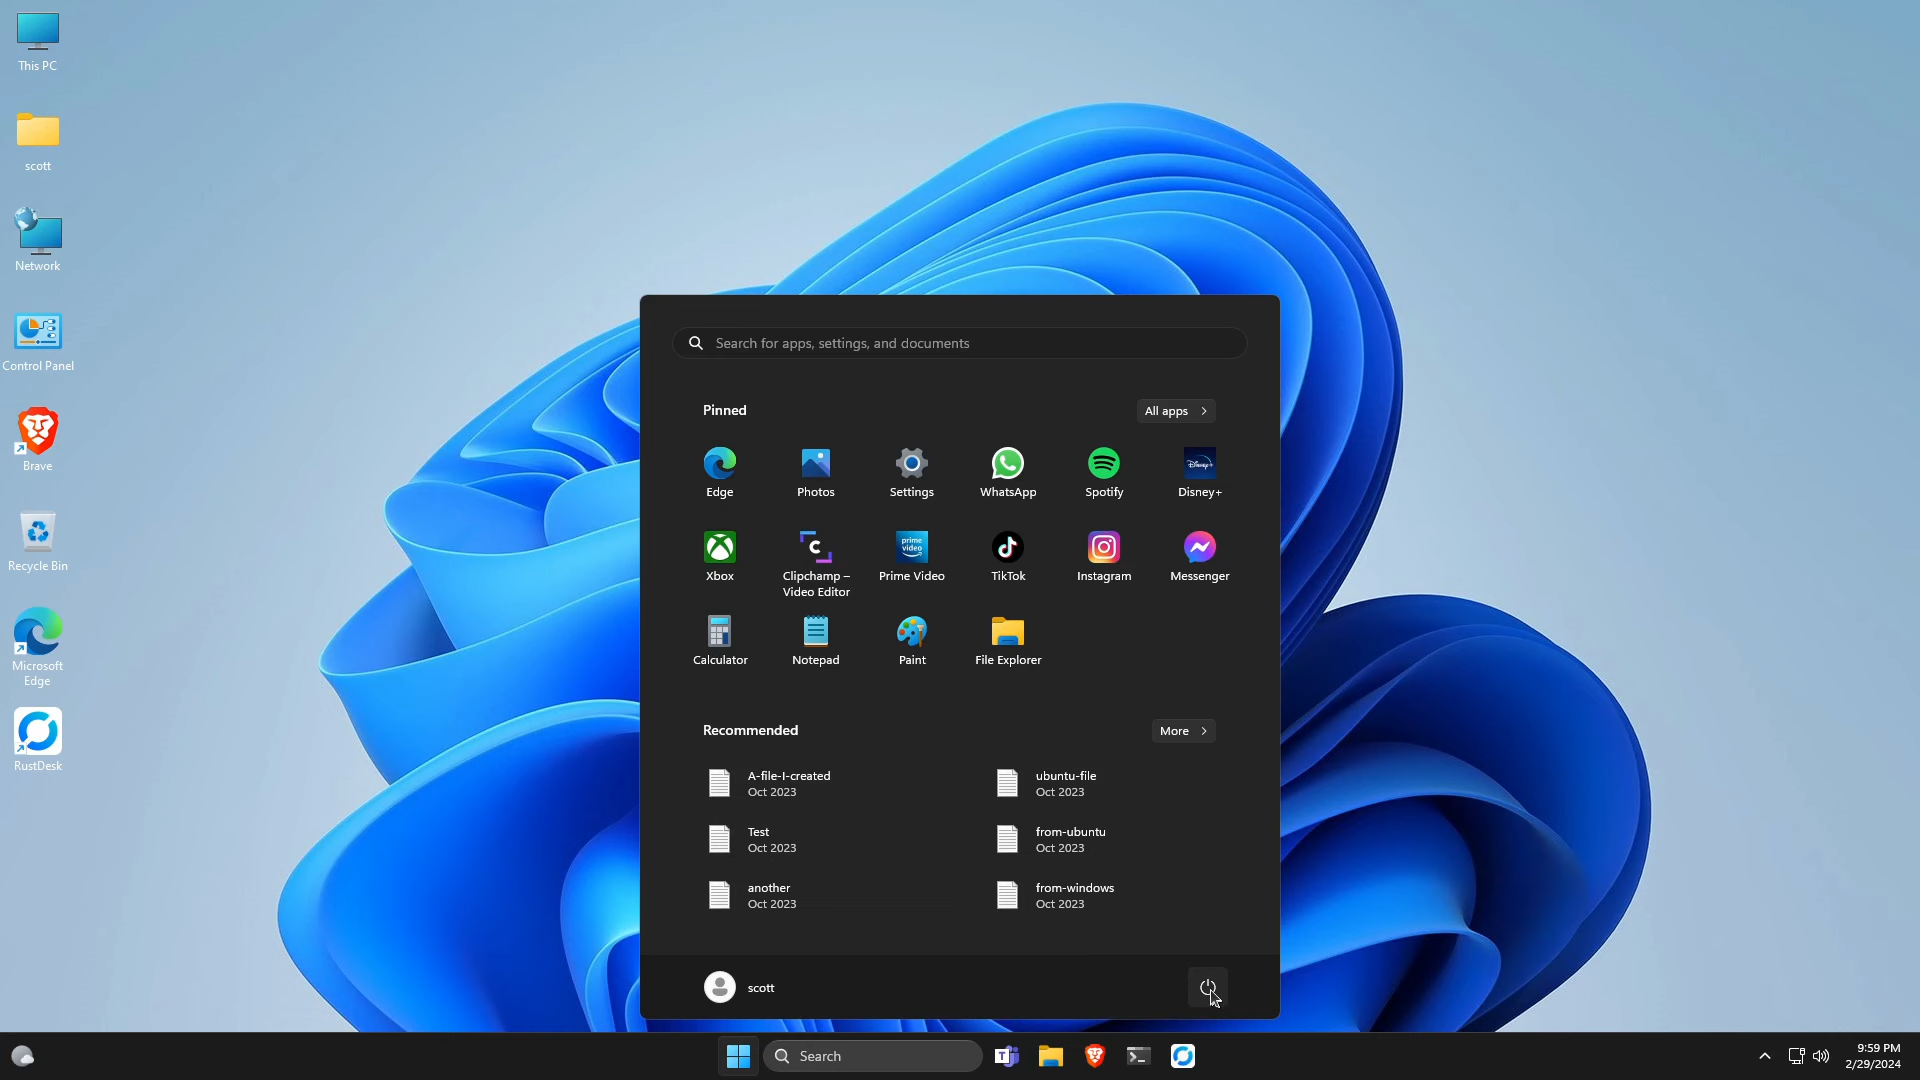 This PC
scott
Network
Control Panel
Brave
Recycle Bin
Microsoft
Edge
RustDesk
Search for apps, settings, and documents
Pinned
All apps
Edge
Photos
Settings
WhatsApp
Spotify
Disney+
Disney+
Xbox
Clipchamp –
Video Editor
prime
video
Prime Video
TikTok
Instagram
Messenger
Calculator
Notepad
Paint
File Explorer
Recommended
More
A-file-I-created
Oct 2023
ubuntu-file
Oct 2023
Test
Oct 2023
from-ubuntu
Oct 2023
another
Oct 2023
from-windows
Oct 2023
scott
Search
9:59 PM
2/29/2024